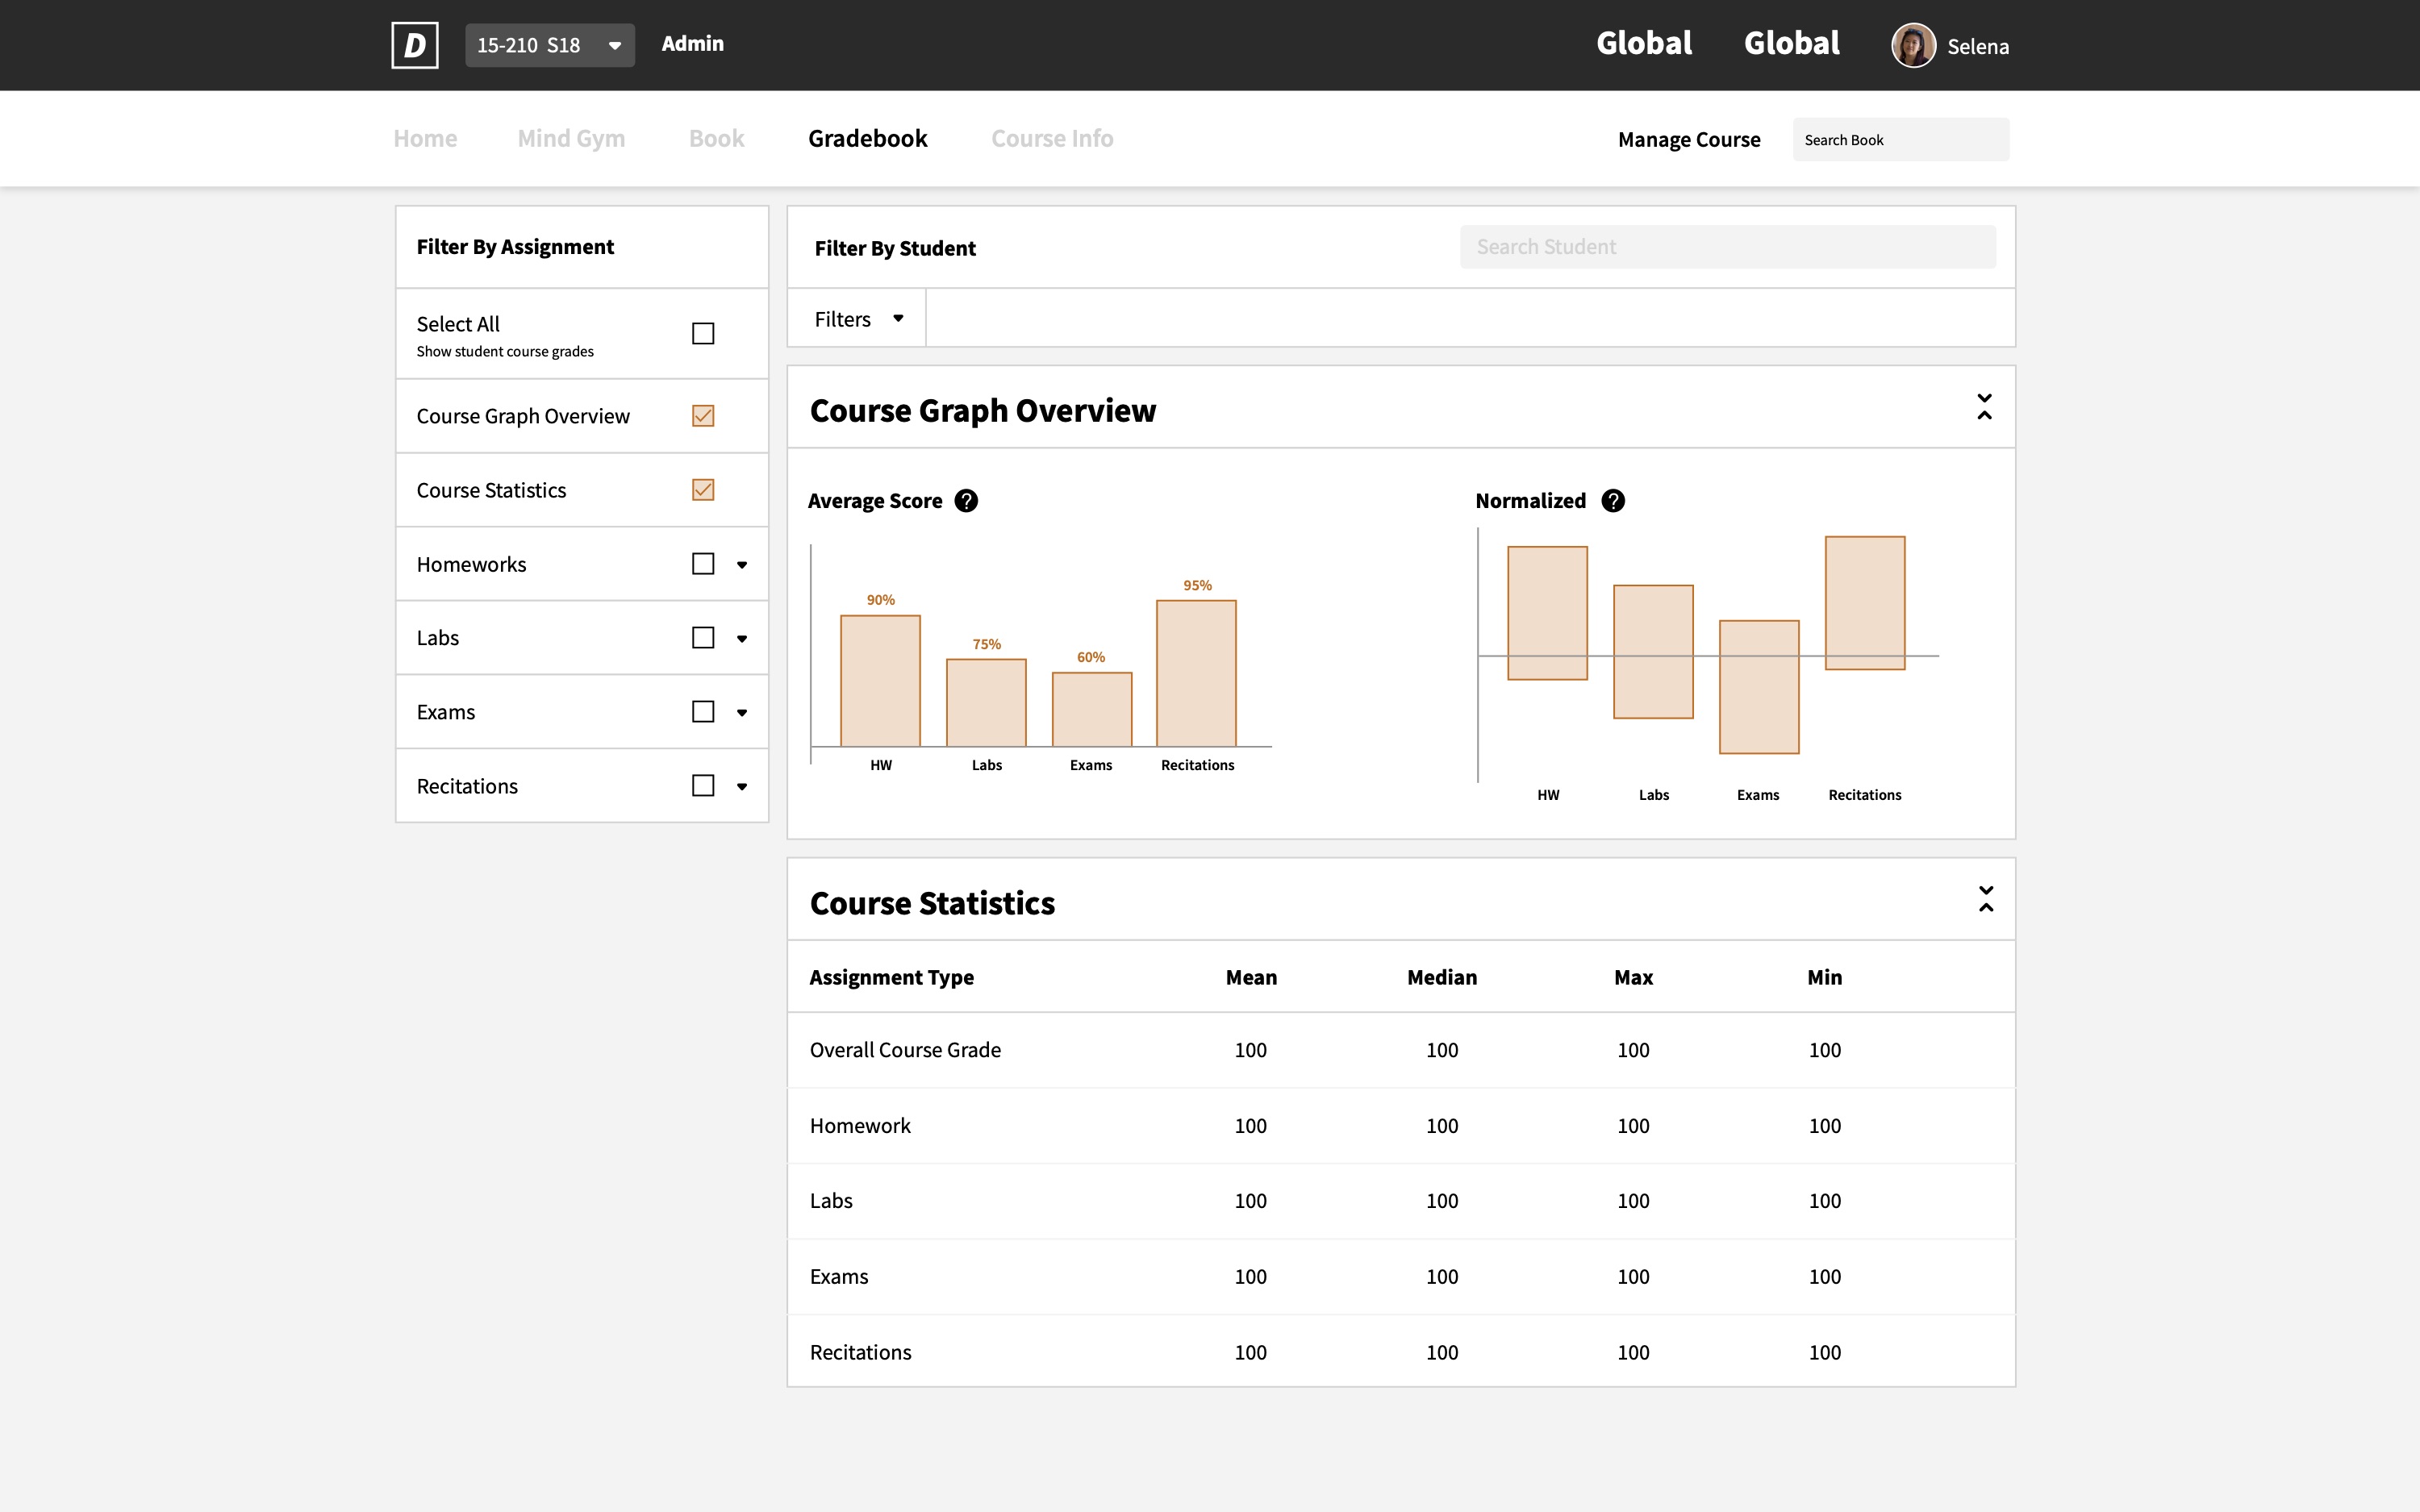 D 15-210 S18 Admin Global Global Selena
Home Mind Gym Book Gradebook Course Info Manage Course Search Book
Filter By Assignment
Select All
Show student course grades
Course Graph Overview
Course Statistics
Homeworks
Labs
Exams
Recitations
Filter By Student Search Student
Filters
Course Graph Overview
Average Score ?
90%
75%
60%
95%
HW Labs Exams Recitations
Normalized ?
HW Labs Exams Recitations
Course Statistics
Assignment Type Mean Median Max Min
Overall Course Grade 100 100 100 100
Homework 100 100 100 100
Labs 100 100 100 100
Exams 100 100 100 100
Recitations 100 100 100 100